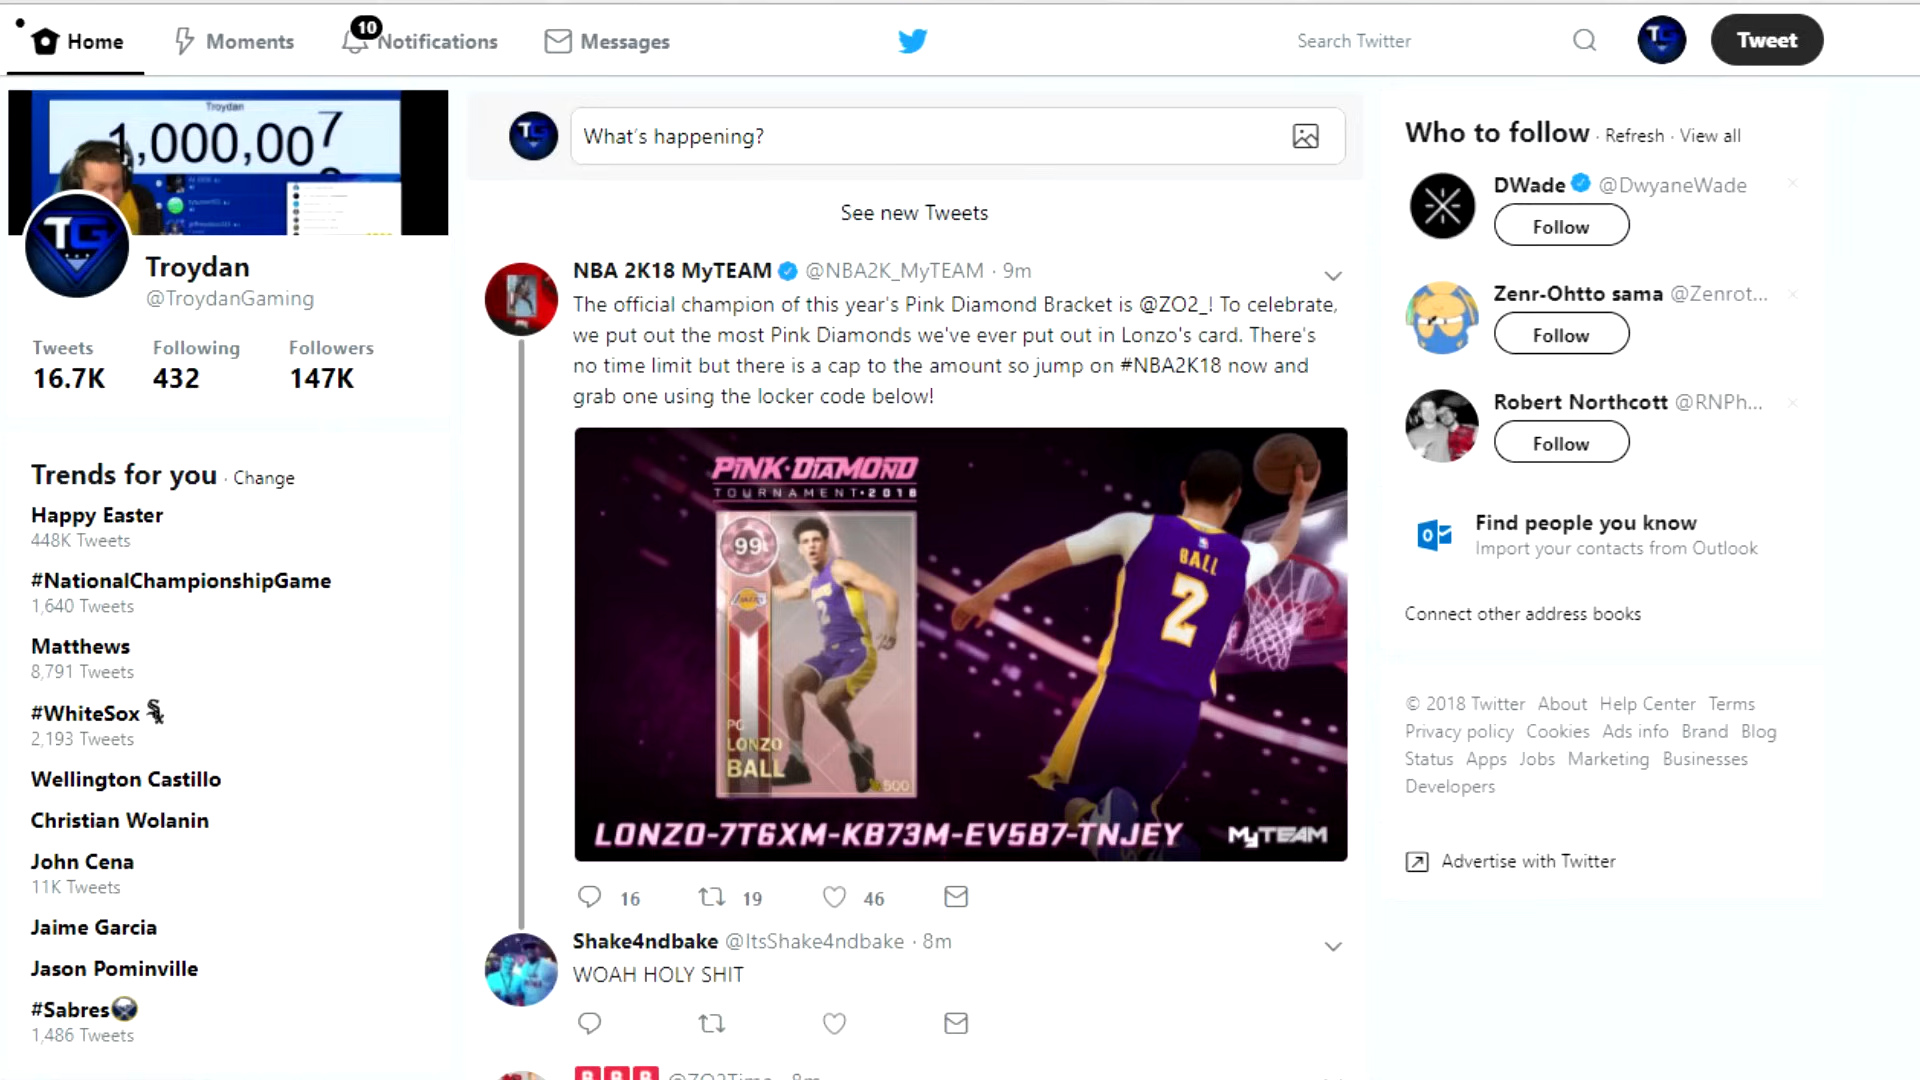 Home
Moments
10
Notifications
Messages
Search Twitter
TG
Tweet
Troydan
1,000,007
TG
Troydan
@TroydanGaming
Tweets Following Followers
16.7K 432 147K
Trends for you · Change
Happy Easter
448K Tweets
#NationalChampionshipGame
1,640 Tweets
Matthews
8,791 Tweets
#WhiteSox
2,193 Tweets
Wellington Castillo
Christian Wolanin
John Cena
11K Tweets
Jaime Garcia
Jason Pominville
#Sabres
1,486 Tweets
TG
What's happening?
See new Tweets
NBA 2K18 MyTEAM @NBA2K_MyTEAM · 9m
The official champion of this year's Pink Diamond Bracket is @ZO2_! To celebrate,
we put out the most Pink Diamonds we've ever put out in Lonzo's card. There's
no time limit but there is a cap to the amount so jump on #NBA2K18 now and
grab one using the locker code below!
PINK·DIAMOND
TOURNAMENT·2018
99
LAKERS
2
PG
LONZO
BALL
500
BALL
2
LONZO-7T6XM-KB73M-EV5B7-TNJEY
MyTEAM
16 19 46
Shake4ndbake @ItsShake4ndbake · 8m
WOAH HOLY SHIT
BBB @ZO2Time · 8m
Who to follow · Refresh · View all
DWade @DwyaneWade
Follow
Zenr-Ohtto sama @Zenrot...
Follow
Robert Northcott @RNPh...
Follow
Find people you know
Import your contacts from Outlook
Connect other address books
© 2018 Twitter About Help Center Terms
Privacy policy Cookies Ads info Brand Blog
Status Apps Jobs Marketing Businesses
Developers
Advertise with Twitter